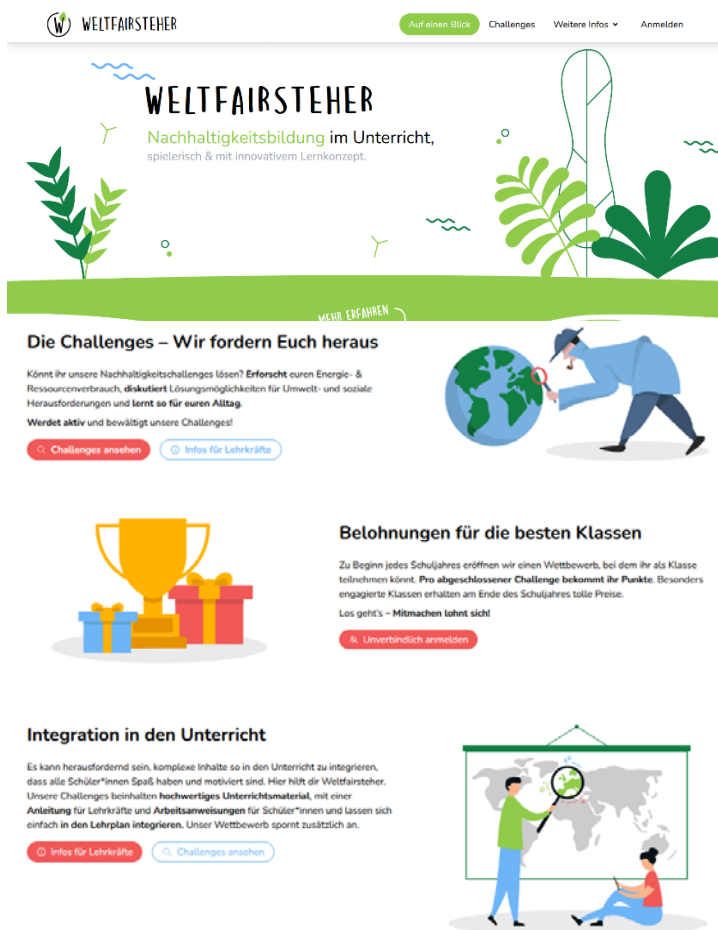 WELTFAIRSTEHER
Auf einen Blick
Challenges
Weitere Infos
Anmelden
WELTFAIRSTEHER
Nachhaltigkeitsbildung im Unterricht,
spielerisch & mit innovativem Lernkonzept.
MEHR ERFAHREN
Die Challenges – Wir fordern Euch heraus
Könnt ihr unsere Nachhaltigkeitschallenges lösen? Erforscht euren Energie- &
Ressourcenverbrauch, diskutiert Lösungsmöglichkeiten für Umwelt- und soziale
Herausforderungen und lernt so für euren Alltag.
Werdet aktiv und bewältigt unsere Challenges!
Challenges ansehen
Infos für Lehrkräfte
Belohnungen für die besten Klassen
Zu Beginn jedes Schuljahres eröffnen wir einen Wettbewerb, bei dem ihr als Klasse
teilnehmen könnt. Pro abgeschlossener Challenge bekommt ihr Punkte. Besonders
engagierte Klassen erhalten am Ende des Schuljahres tolle Preise.
Los geht's – Mitmachen lohnt sich!
Unverbindlich anmelden
Integration in den Unterricht
Es kann herausfordernd sein, komplexe Inhalte so in den Unterricht zu integrieren,
dass alle Schüler*innen Spaß haben und motiviert sind. Hier hilft dir Weltfairsteher.
Unsere Challenges beinhalten hochwertiges Unterrichtsmaterial, mit einer
Anleitung für Lehrkräfte und Arbeitsanweisungen für Schüler*innen und lassen sich
einfach in den Lehrplan integrieren. Unser Wettbewerb spornt zusätzlich an.
Infos für Lehrkräfte
Challenges ansehen